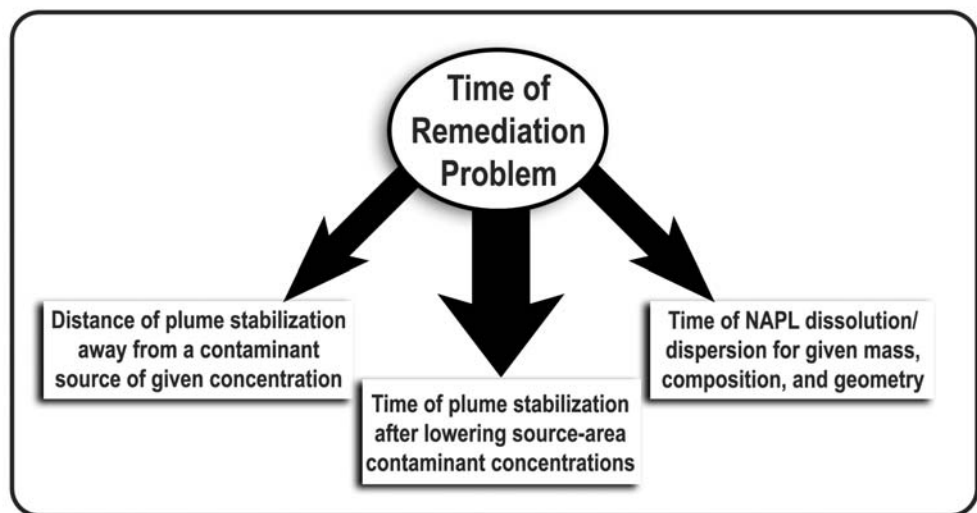 Time of
Remediation
Problem
Distance of plume stabilization
away from a contaminant
source of given concentration
Time of plume stabilization
after lowering source-area
contaminant concentrations
Time of NAPL dissolution/
dispersion for given mass,
composition, and geometry